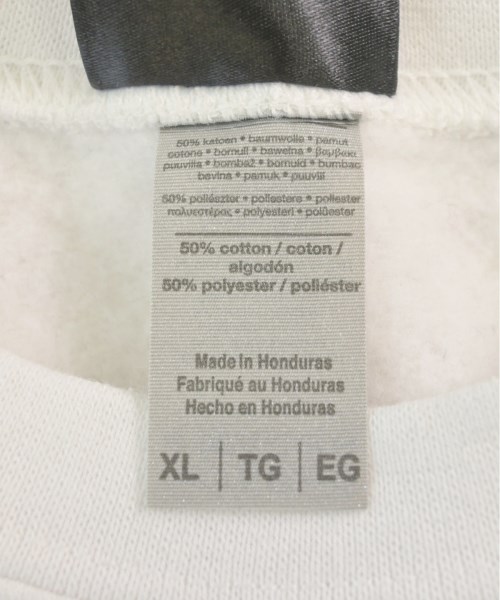 50% katoen • baumwolle • pamut
cotone • bomull • bawełna • βαμβάκι
puuvilla • bombaž • bomuld • bumbac
bavlna • pamuk • puuvill
50% poliészter • poliestere • poliester
πολυεστέρας • polyesteri • polüester
50% cotton / coton /
algodón
50% polyester / poliéster
Made in Honduras
Fabriqué au Honduras
Hecho en Honduras
XL | TG | EG